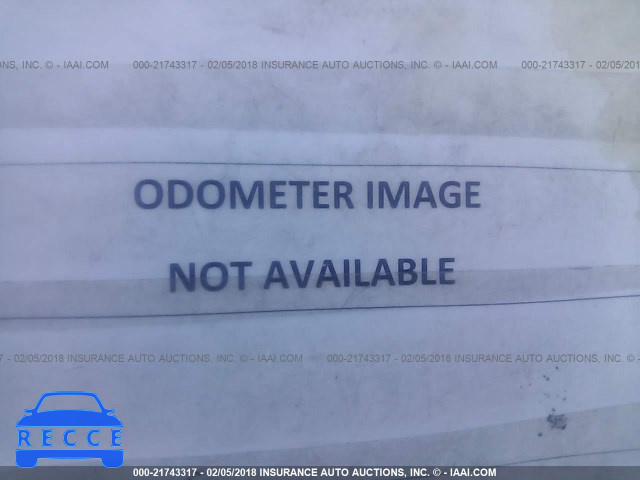 NS, INC. © - IAAI.COM 000-21743317 - 02/05/2018 INSURANCE AUTO AUCTIONS, INC. © - IAAI.COM 000-21743317 - 02/05/2018
ODOMETER IMAGE
NOT AVAILABLE
17 - 02/05/2018 INSURANCE AUTO AUCTIONS, INC. © - IAAI.COM 000-21743317 - 02/05/2018 INSURANCE AUTO AUCTIONS, INC.
RECCE
000-21743317 - 02/05/2018 INSURANCE AUTO AUCTIONS, INC. © - IAAI.COM